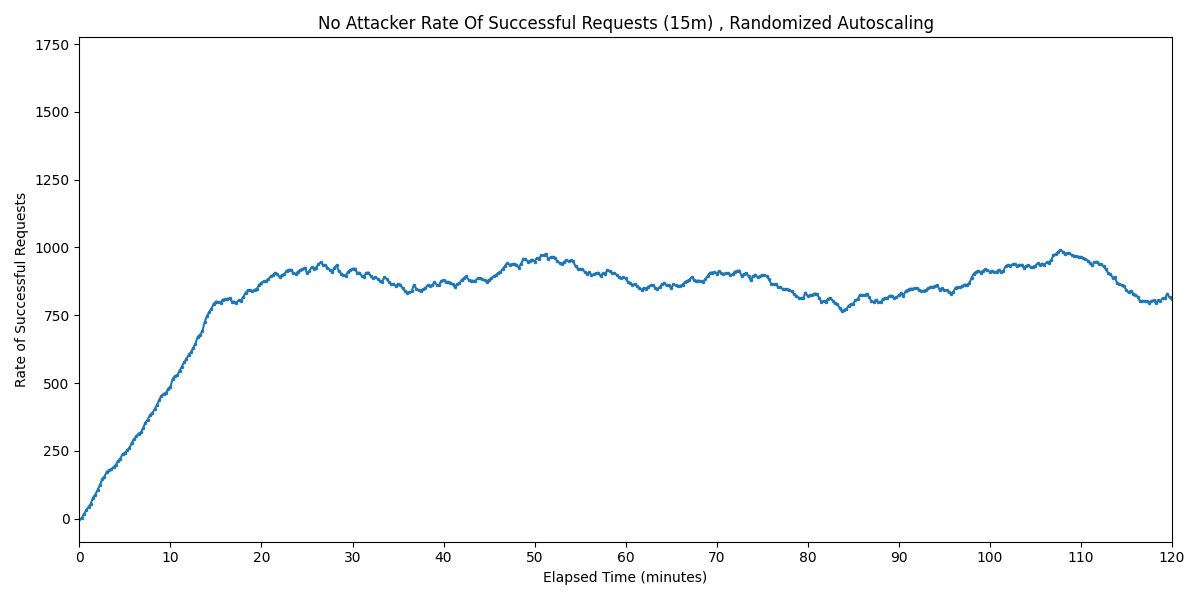 No Attacker Rate Of Successful Requests (15m) , Randomized Autoscaling
Rate of Successful Requests
1750
1500
1250
1000
750
500
250
0
0 10 20 30 40 50 60 70 80 90 100 110 120
Elapsed Time (minutes)